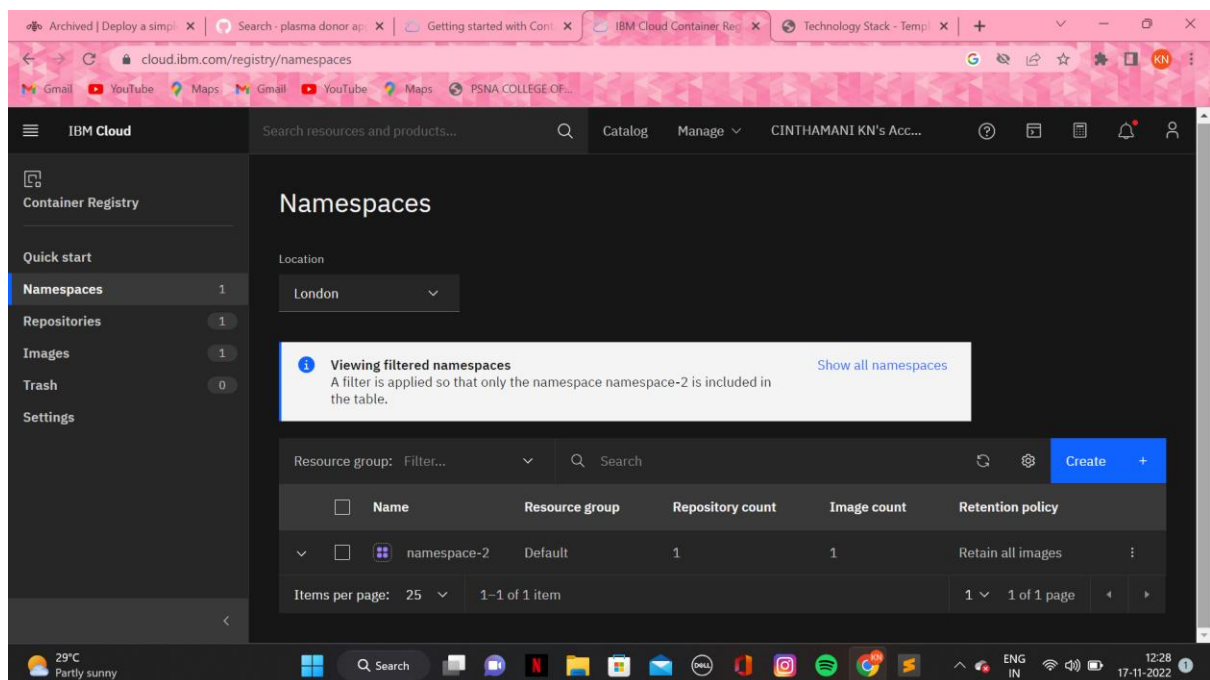 Archived | Deploy a simpl
Search · plasma donor ap
Getting started with Cont
IBM Cloud Container Reg
Technology Stack - Templ
cloud.ibm.com/registry/namespaces
KN
Gmail YouTube Maps Gmail YouTube Maps PSNA COLLEGE OF...
IBM Cloud
Search resources and products...
Catalog
Manage
CINTHAMANI KN's Acc...
Container Registry
Quick start
Namespaces 1
Repositories 1
Images 1
Trash 0
Settings
Namespaces
Location
London
Viewing filtered namespaces
A filter is applied so that only the namespace namespace-2 is included in
the table.
Show all namespaces
Resource group: Filter...
Search
Create +
Name Resource group Repository count Image count Retention policy
namespace-2 Default 1 1 Retain all images
Items per page: 25 1–1 of 1 item 1 1 of 1 page
29°C
Partly sunny
Search
DELL
KN
ENG
IN
12:28
17-11-2022
1